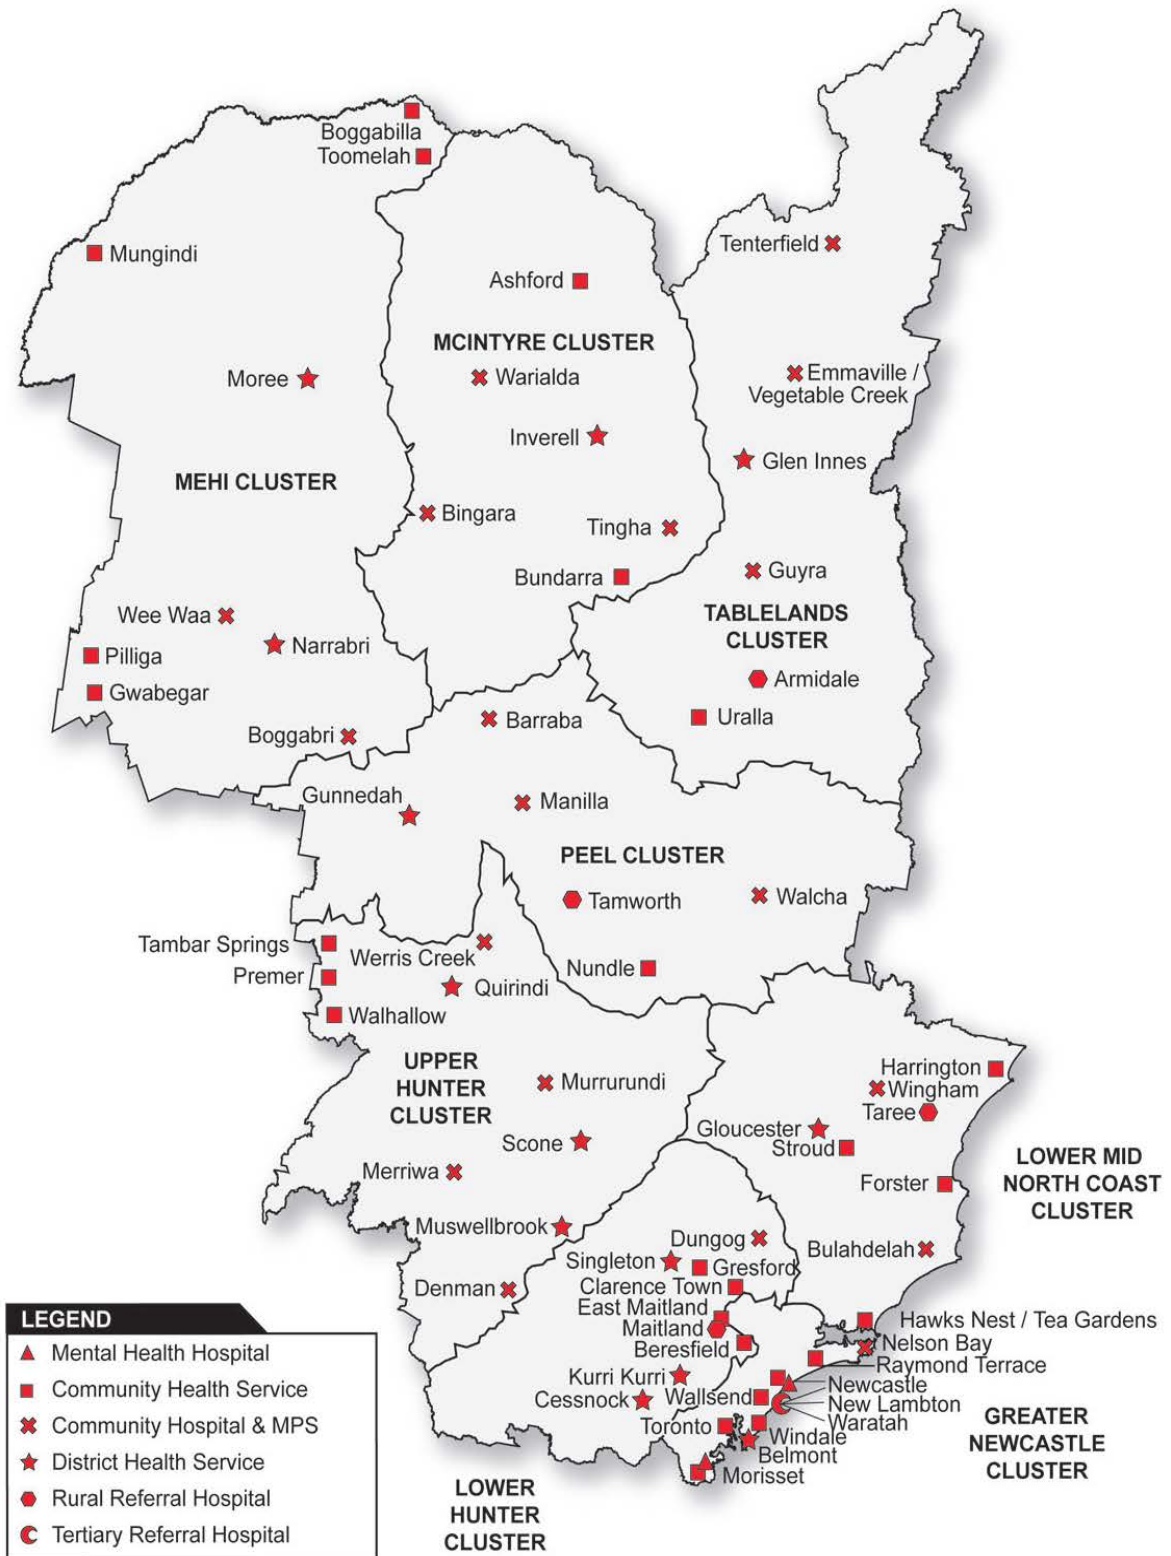 Boggabilla
Toomelah
Mungindi
Tenterfield
Ashford
MCINTYRE CLUSTER
Moree
Warialda
Emmaville /
Vegetable Creek
Inverell
Glen Innes
MEHI CLUSTER
Bingara
Tingha
Bundarra
Guyra
Wee Waa
TABLELANDS
CLUSTER
Narrabri
Pilliga
Armidale
Gwabegar
Uralla
Barraba
Boggabri
Gunnedah
Manilla
PEEL CLUSTER
Tamworth
Walcha
Tambar Springs
Werris Creek
Premer
Nundle
Quirindi
Walhallow
UPPER
HUNTER
CLUSTER
Murrurundi
Harrington
Wingham
Taree
Gloucester
Stroud
Scone
Merriwa
Forster
LOWER MID
NORTH COAST
CLUSTER
Muswellbrook
Dungog
Bulahdelah
Singleton
Gresford
Denman
Clarence Town
East Maitland
Maitland
Beresfield
Hawks Nest / Tea Gardens
Nelson Bay
Raymond Terrace
Kurri Kurri
Cessnock
Wallsend
Newcastle
New Lambton
Waratah
Toronto
Windale
Belmont
Morisset
GREATER
NEWCASTLE
CLUSTER
LOWER
HUNTER
CLUSTER
LEGEND
Mental Health Hospital
Community Health Service
Community Hospital & MPS
District Health Service
Rural Referral Hospital
Tertiary Referral Hospital